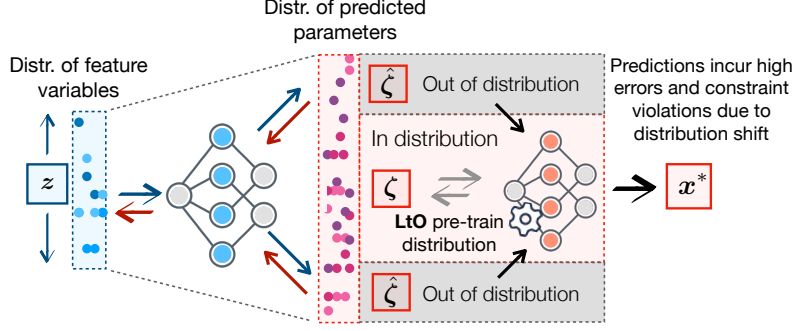 Distr. of predicted
parameters
Distr. of feature
variables
z
ζ̂ Out of distribution
In distribution
ζ
LtO pre-train
distribution
ζ̂ Out of distribution
Predictions incur high
errors and constraint
violations due to
distribution shift
x*